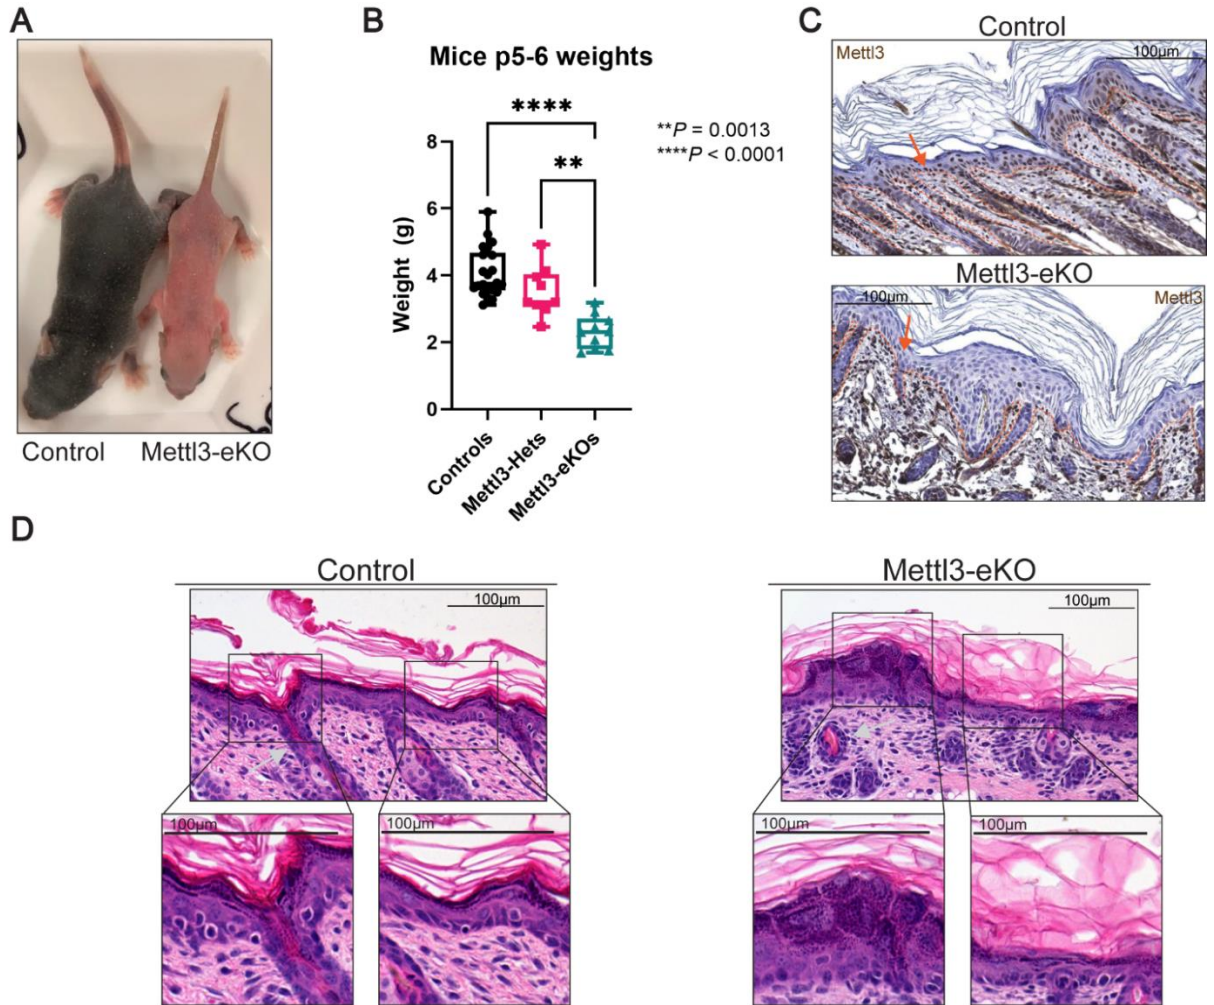 A
Control
Mettl3-eKO
B
Mice p5-6 weights
****
**
**P = 0.0013
****P < 0.0001
8
6
4
2
0
Weight (g)
Controls
Mettl3-Hets
Mettl3-eKOs
C
Control
Mettl3
100µm
Mettl3-eKO
100µm
Mettl3
D
Control
100µm
100µm
100µm
Mettl3-eKO
100µm
100µm
100µm